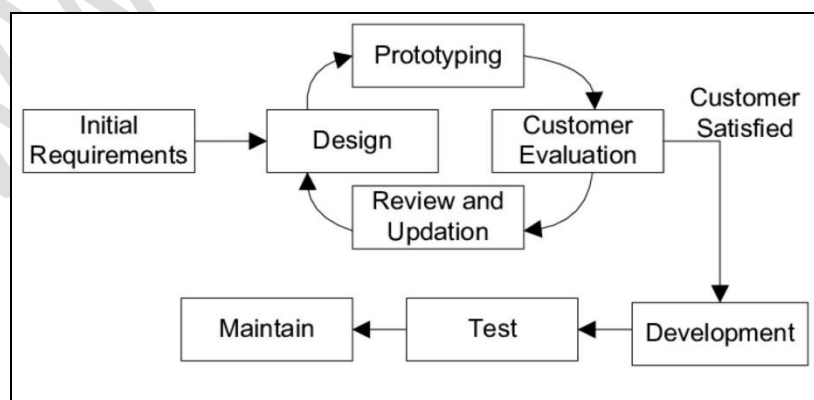 Prototyping
Initial
Requirements
Design
Customer
Evaluation
Customer
Satisfied
Review and
Updation
Maintain
Test
Development